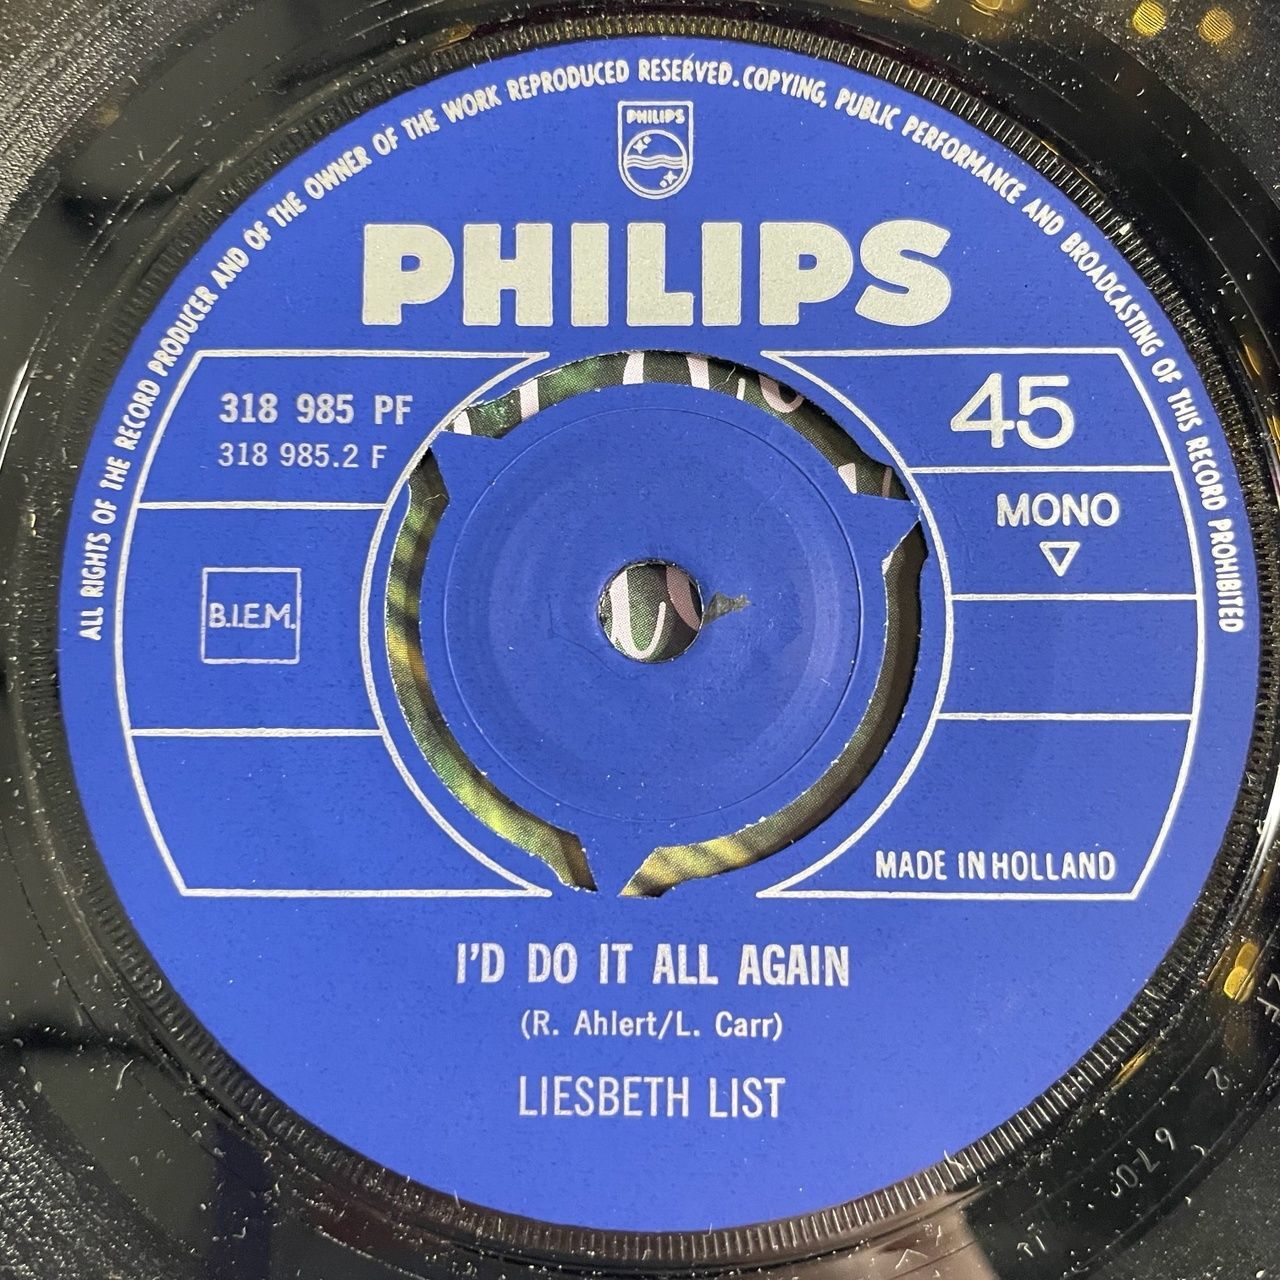 ALL RIGHTS OF THE RECORD PRODUCER AND OF THE OWNER OF THE WORK REPRODUCED RESERVED. COPYING, PUBLIC PERFORMANCE AND BROADCASTING OF THIS RECORD PROHIBITED
PHILIPS
PHILIPS
318 985 PF
318 985.2 F
45
MONO
B.I.E.M.
MADE IN HOLLAND
I'D DO IT ALL AGAIN
(R. Ahlert/L. Carr)
LIESBETH LIST